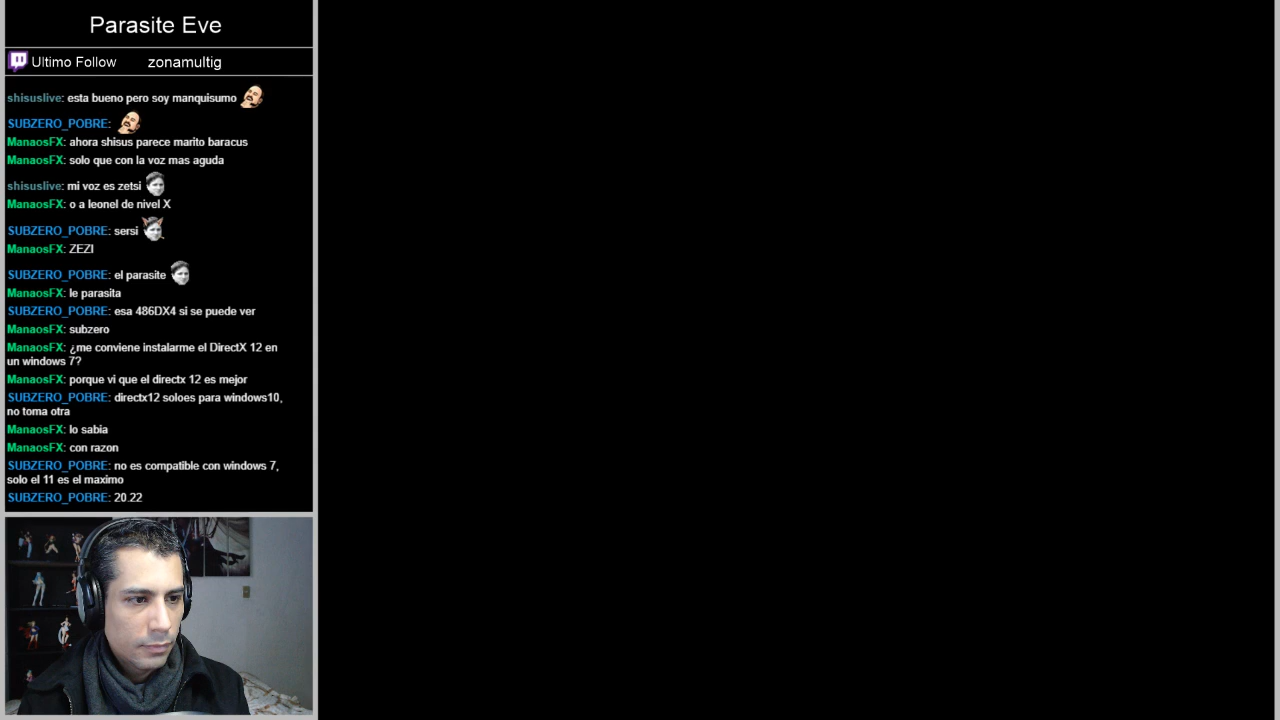 Parasite Eve
Ultimo Follow zonamultig
shisuslive: esta bueno pero soy manquisumo
SUBZERO_POBRE:
ManaosFX: ahora shisus parece marito baracus
ManaosFX: solo que con la voz mas aguda
shisuslive: mi voz es zetsi
ManaosFX: o a leonel de nivel X
SUBZERO_POBRE: sersi
ManaosFX: ZEZI
SUBZERO_POBRE: el parasite
ManaosFX: le parasita
SUBZERO_POBRE: esa 486DX4 si se puede ver
ManaosFX: subzero
ManaosFX: ¿me conviene instalarme el DirectX 12 en
un windows 7?
ManaosFX: porque vi que el directx 12 es mejor
SUBZERO_POBRE: directx12 soloes para windows10,
no toma otra
ManaosFX: lo sabia
ManaosFX: con razon
SUBZERO_POBRE: no es compatible con windows 7,
solo el 11 es el maximo
SUBZERO_POBRE: 20.22